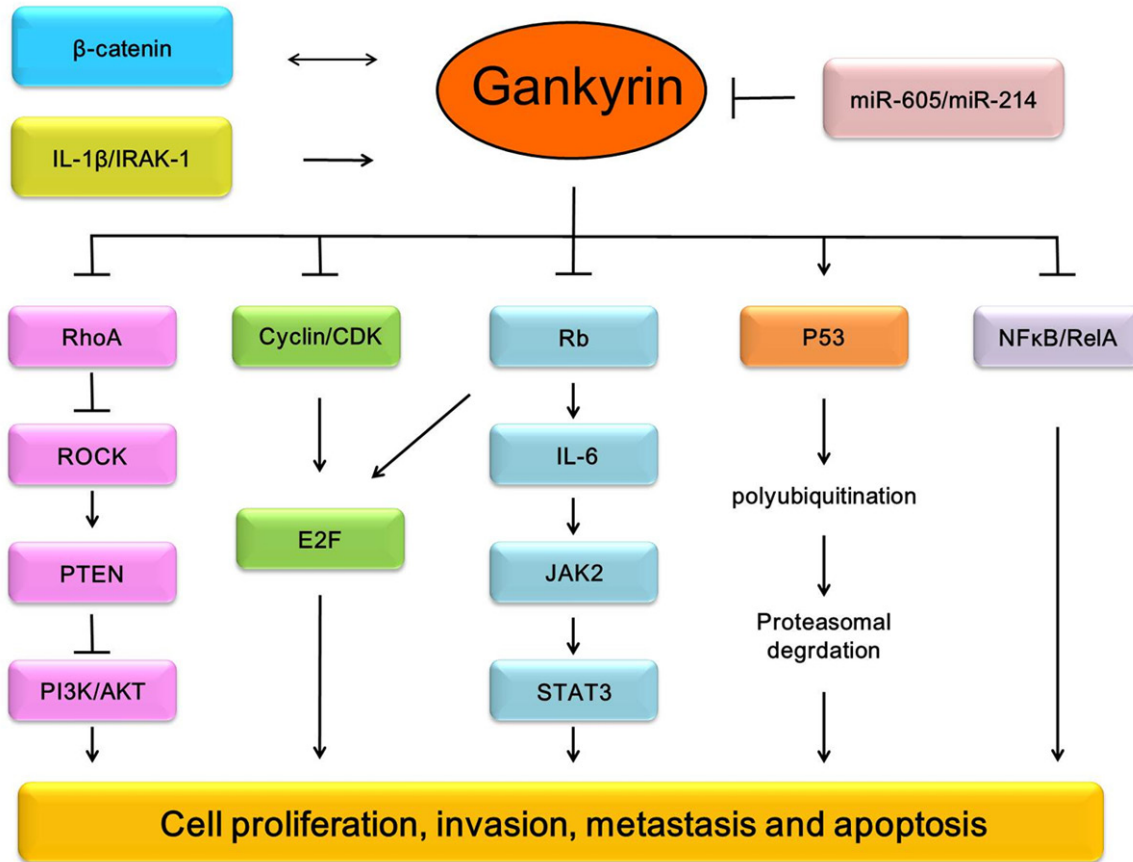 β-catenin
Gankyrin
miR-605/miR-214
IL-1β/IRAK-1
RhoA
Cyclin/CDK
Rb
P53
NFκB/RelA
ROCK
IL-6
polyubiquitination
E2F
PTEN
JAK2
Proteasomal
degrdation
PI3K/AKT
STAT3
Cell proliferation, invasion, metastasis and apoptosis